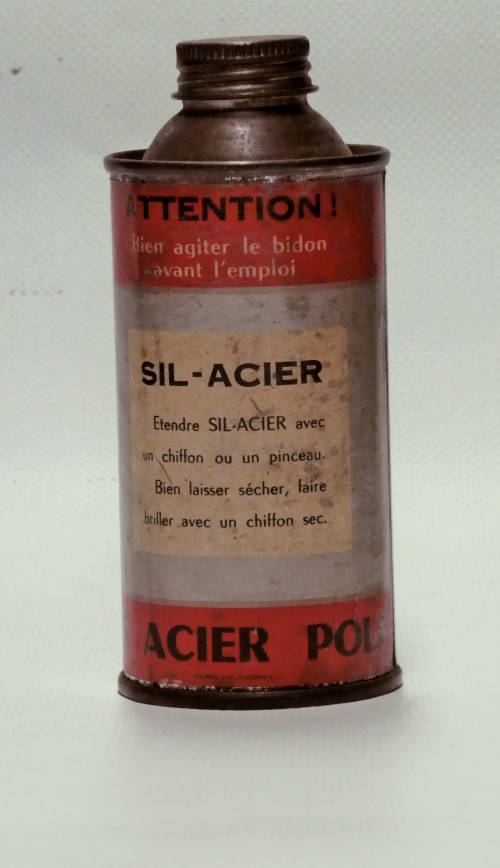 ATTENTION!
Bien agiter le bidon
avant l'emploi
SIL-ACIER
Etendre SIL-ACIER avec
un chiffon ou un pinceau.
Bien laisser sécher, faire
briller avec un chiffon sec.
ACIER POLI